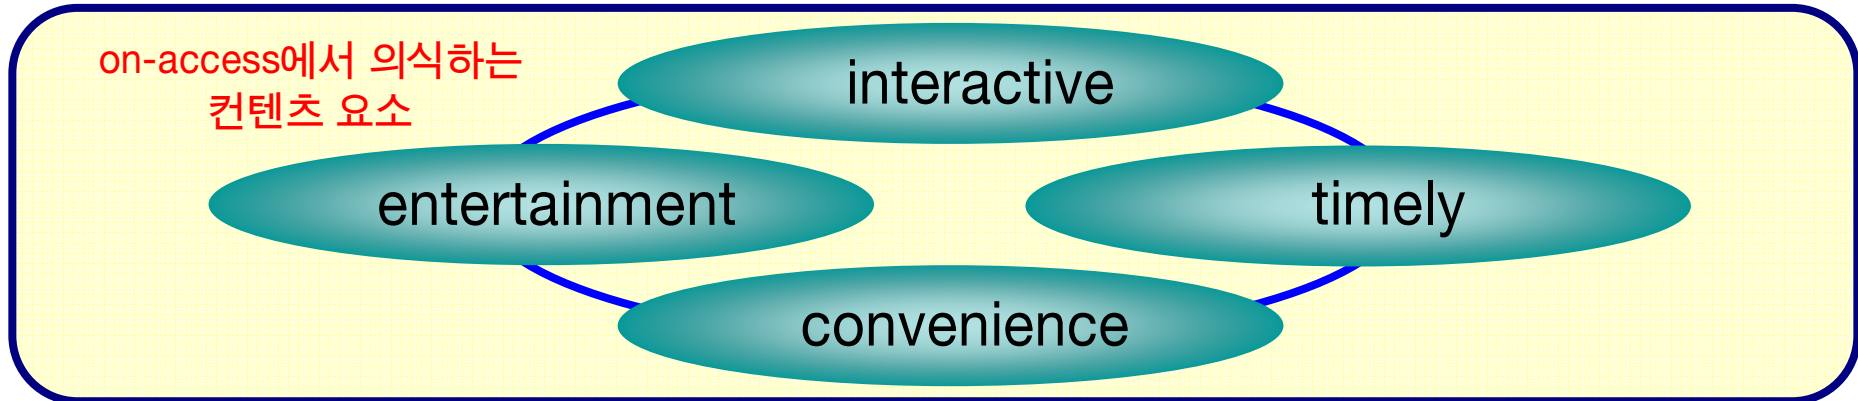 on-access에서 의식하는
컨텐츠 요소
interactive
entertainment
timely
convenience